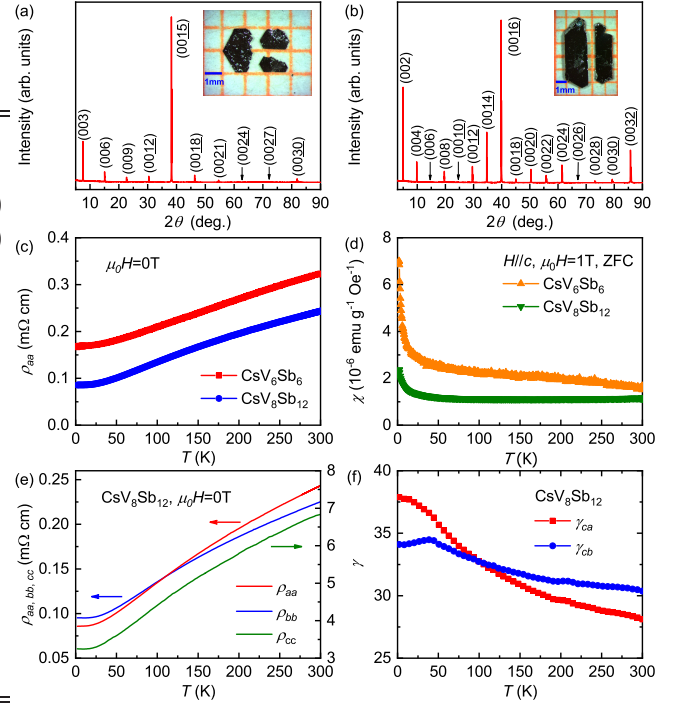 (a)
Intensity (arb. units)
(003)
(006)
(009)
(0012)
(0015)
(0018)
(0021)
(0024)
(0027)
(0030)
1mm
10 20 30 40 50 60 70 80 90
2θ (deg.)
(b)
Intensity (arb. units)
(002)
(004)
(006)
(008)
(0010)
(0012)
(0014)
(0016)
(0018)
(0020)
(0022)
(0024)
(0026)
(0028)
(0030)
(0032)
1mm
10 20 30 40 50 60 70 80 90
2θ (deg.)
(c)
μ0H=0T
ρaa (mΩ cm)
0.4
0.3
0.2
0.1
0.0
CsV6Sb6
CsV8Sb12
0 50 100 150 200 250 300
T (K)
(d)
H//c, μ0H=1T, ZFC
CsV6Sb6
CsV8Sb12
χ (10-6 emu g-1 Oe-1)
8
6
4
2
0
0 50 100 150 200 250 300
T (K)
(e)
CsV8Sb12, μ0H=0T
ρaa, bb, cc (mΩ cm)
0.25
0.20
0.15
0.10
0.05
8
7
6
5
4
3
ρaa
ρbb
ρcc
0 50 100 150 200 250 300
T (K)
(f)
CsV8Sb12
γca
γcb
γ
40
35
30
25
0 50 100 150 200 250 300
T (K)